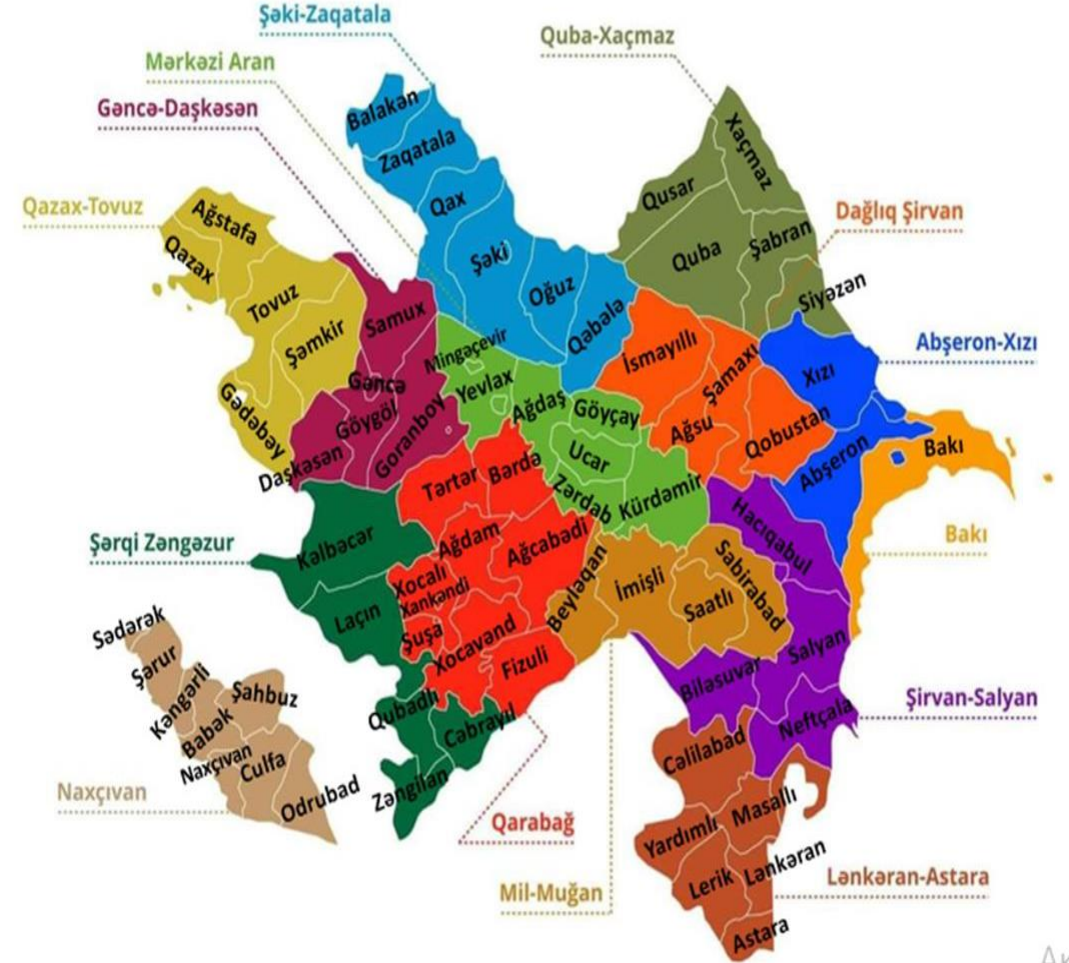 Şəki-Zaqatala
Quba-Xaçmaz
Mərkəzi Aran
Gəncə-Daşkəsən
Balakən
Zaqatala
Xaçmaz
Qax
Qusar
Qazax-Tovuz
Ağstafa
Dağlıq Şirvan
Qazax
Şəki
Quba
Şabran
Tovuz
Oğuz
Siyəzən
Samux
Qəbələ
Şəmkir
Mingəçevir
İsmayıllı
Abşeron-Xızı
Xızı
Gəncə
Yevlax
Şamaxı
Gədəbəy
Ağdaş
Göyçay
Göygöl
Goranboy
Ağsu
Qobustan
Bakı
Daşkəsən
Ucar
Abşeron
Tərtər
Bərdə
Zərdab
Kürdəmir
Hacıqabul
Şərqi Zəngəzur
Kəlbəcər
Ağdam
Ağcabədi
Bakı
Xocalı
Xankəndi
Beyləqan
İmişli
Sabirabad
Saatlı
Laçın
Şuşa
Xocavənd
Sədərək
Şərur
Fizuli
Salyan
Biləsuvar
Kəngərli
Şahbuz
Qubadlı
Şirvan-Salyan
Babək
Cəbrayıl
Neftçala
Naxçıvan
Culfa
Cəlilabad
Naxçıvan
Odrubad
Zəngilan
Masallı
Qarabağ
Yardımlı
Lənkəran
Lerik
Lənkəran-Astara
Mil-Muğan
Astara